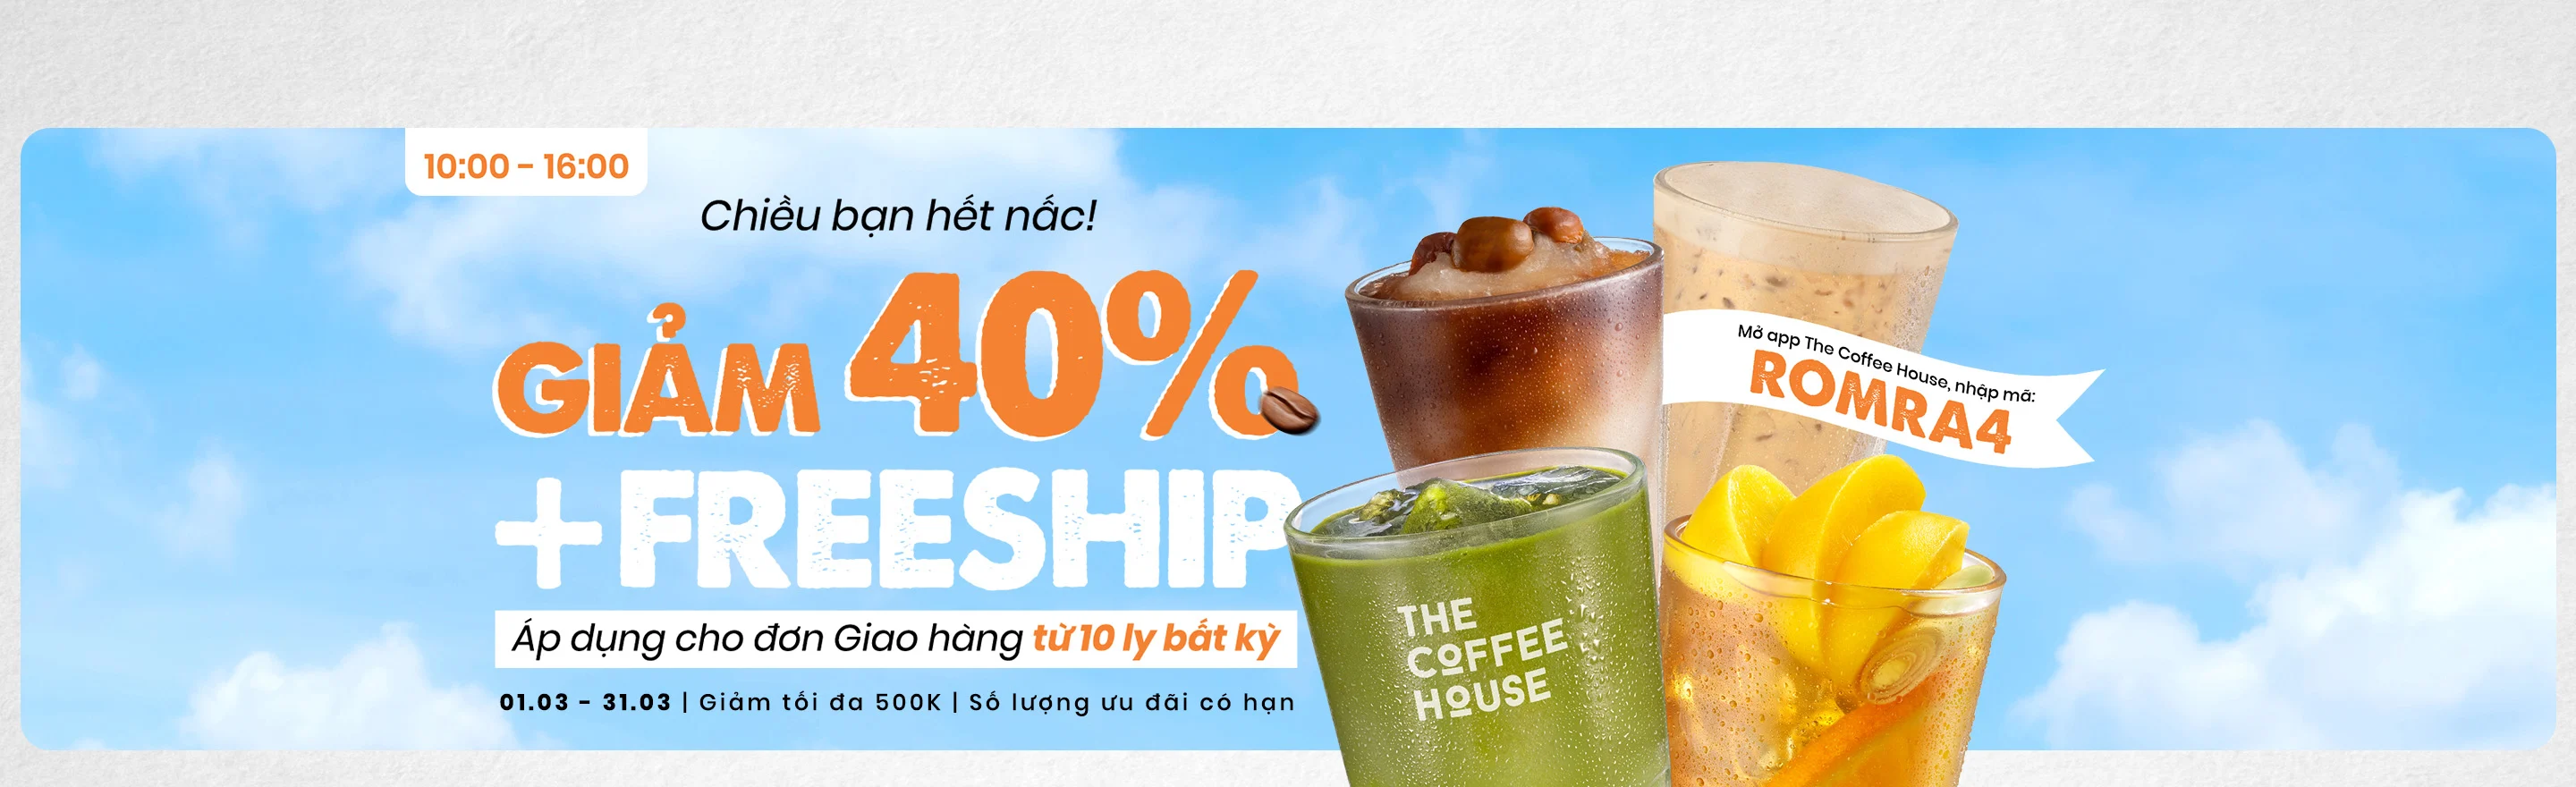 10:00 - 16:00
Chiều bạn hết nấc!
GIẢM 40%
+FREESHIP
Áp dụng cho đơn Giao hàng từ 10 ly bất kỳ
01.03 - 31.03 | Giảm tối đa 500K | Số lượng ưu đãi có hạn
Mở app The Coffee House, nhập mã:
ROMRA4
THE
COFFEE
HOUSE